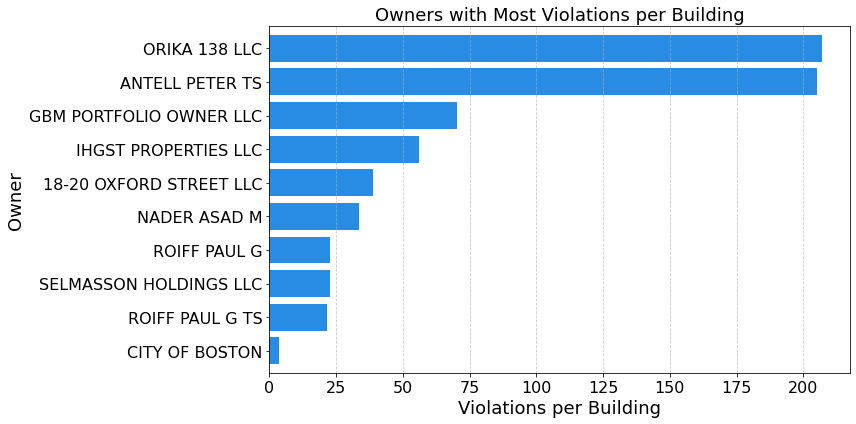 Owners with Most Violations per Building
Owner
ORIKA 138 LLC
ANTELL PETER TS
GBM PORTFOLIO OWNER LLC
IHGST PROPERTIES LLC
18-20 OXFORD STREET LLC
NADER ASAD M
ROIFF PAUL G
SELMASSON HOLDINGS LLC
ROIFF PAUL G TS
CITY OF BOSTON
0 25 50 75 100 125 150 175 200
Violations per Building